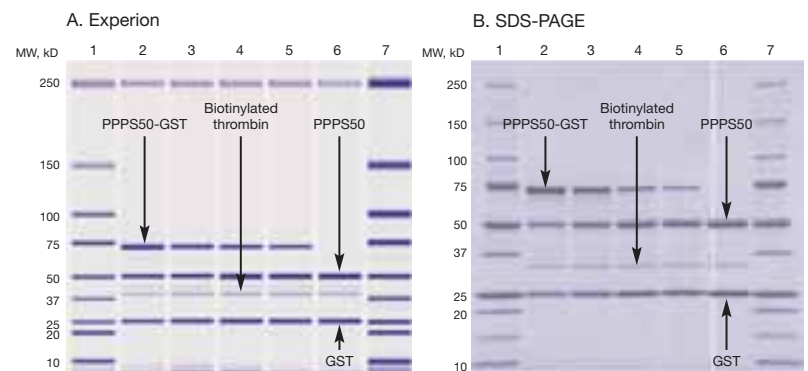 A. Experion
MW, kD 1 2 3 4 5 6 7
250
150
100
75
50
37
25
20
10
PPPS50-GST
Biotinylated
thrombin
PPPS50
GST
B. SDS-PAGE
MW, kD 1 2 3 4 5 6 7
250
150
100
75
50
37
25
20
10
PPPS50-GST
Biotinylated
thrombin
PPPS50
GST